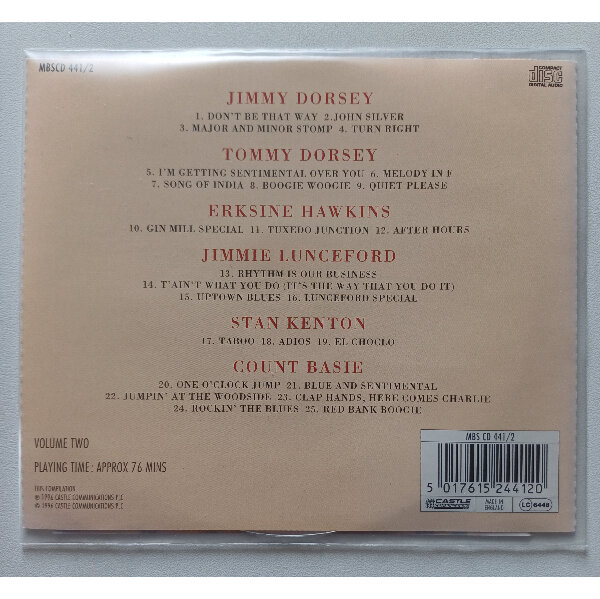 MBSCD 441/2
COMPACT
disc
DIGITAL AUDIO
JIMMY DORSEY
1. DON'T BE THAT WAY 2.JOHN SILVER
3. MAJOR AND MINOR STOMP 4. TURN RIGHT
TOMMY DORSEY
5. I'M GETTING SENTIMENTAL OVER YOU 6. MELODY IN F
7. SONG OF INDIA 8. BOOGIE WOOGIE 9. QUIET PLEASE
ERKSINE HAWKINS
10. GIN MILL SPECIAL 11. TUXEDO JUNCTION 12. AFTER HOURS
JIMMIE LUNCEFORD
13. RHYTHM IS OUR BUSINESS
14. T'AIN'T WHAT YOU DO (IT'S THE WAY THAT YOU DO IT)
15. UPTOWN BLUES 16. LUNCEFORD SPECIAL
STAN KENTON
17. TABOO 18. ADIOS 19. EL CHOCLO
COUNT BASIE
20. ONE O'CLOCK JUMP 21. BLUE AND SENTIMENTAL
22. JUMPIN' AT THE WOODSIDE 23. CLAP HANDS, HERE COMES CHARLIE
24. ROCKIN' THE BLUES 25. RED BANK BOOGIE
VOLUME TWO
PLAYING TIME: APPROX 76 MINS
THIS COMPILATION
℗ 1996 CASTLE COMMUNICATIONS PLC
© 1996 CASTLE COMMUNICATIONS PLC
MBS CD 441/2
5 017615 244120
CASTLE
COMMUNICATIONS
MADE IN
ENGLAND
LC 6448